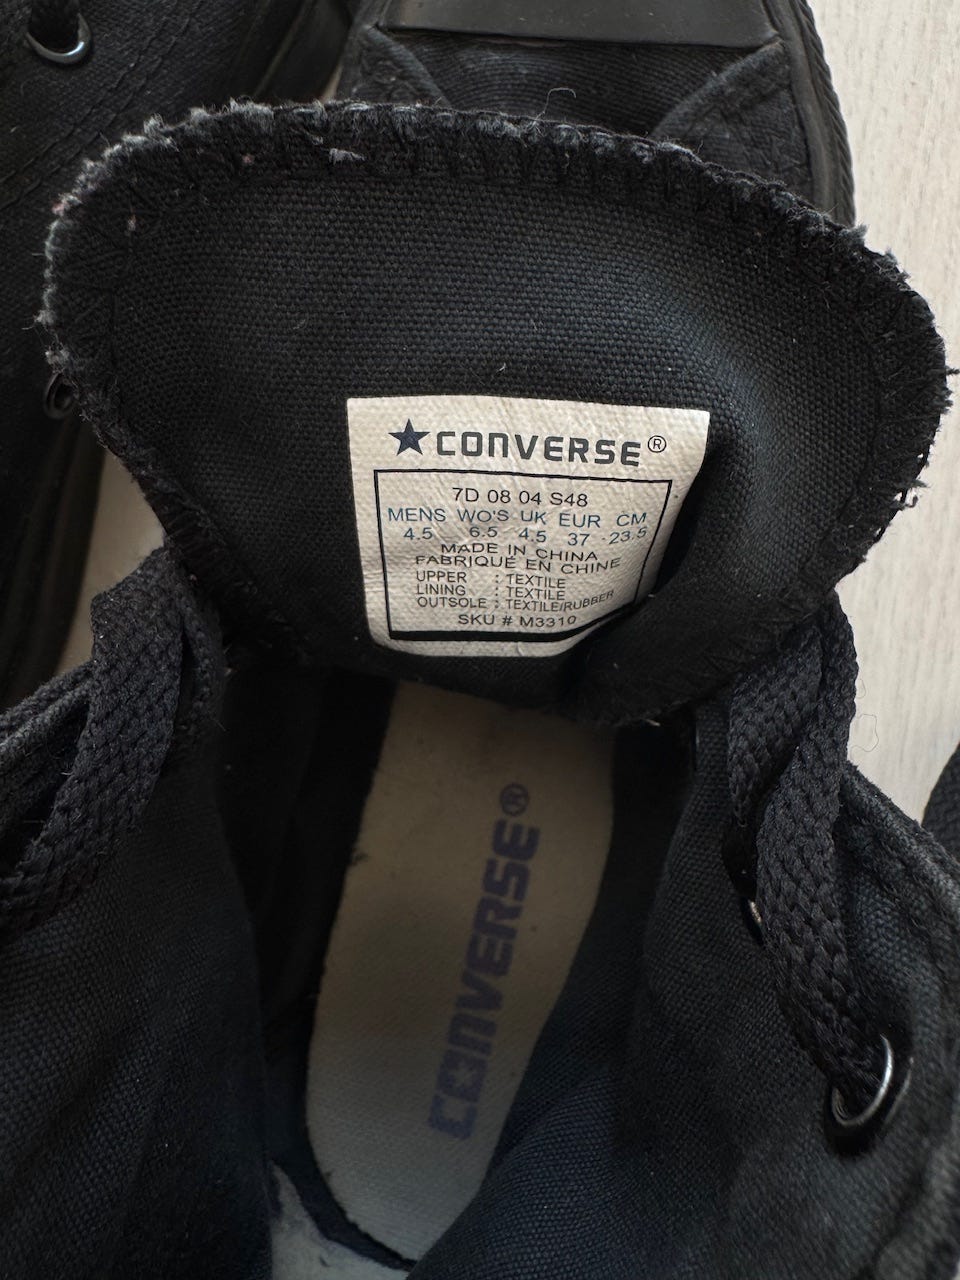 ★CONVERSE®
7D 08 04 S48
MENS WO'S UK EUR CM
4.5 6.5 4.5 37 23.5
MADE IN CHINA
FABRIQUÉ EN CHINE
UPPER : TEXTILE
LINING : TEXTILE
OUTSOLE : TEXTILE/RUBBER
SKU # M3310
CONVERSE®